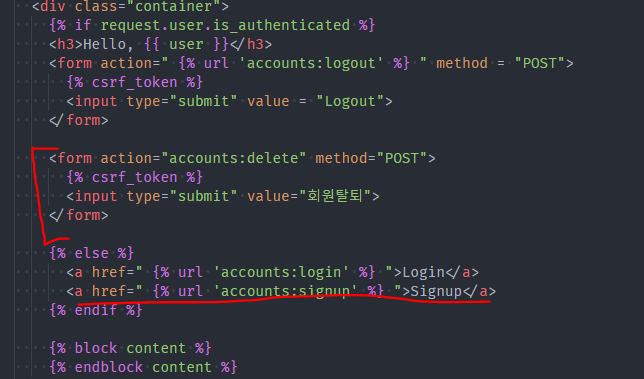 <div class="container">
{% if request.user.is_authenticated %}
<h3>Hello, {{ user }}</h3>
<form action=" {% url 'accounts:logout' %} " method = "POST">
{% csrf_token %}
<input type="submit" value = "Logout">
</form>
<form action="accounts:delete" method="POST">
{% csrf_token %}
<input type="submit" value="회원탈퇴">
</form>
{% else %}
<a href=" {% url 'accounts:login' %} ">Login</a>
<a href=" {% url 'accounts:signup' %} ">Signup</a>
{% endif %}
{% block content %}
{% endblock content %}